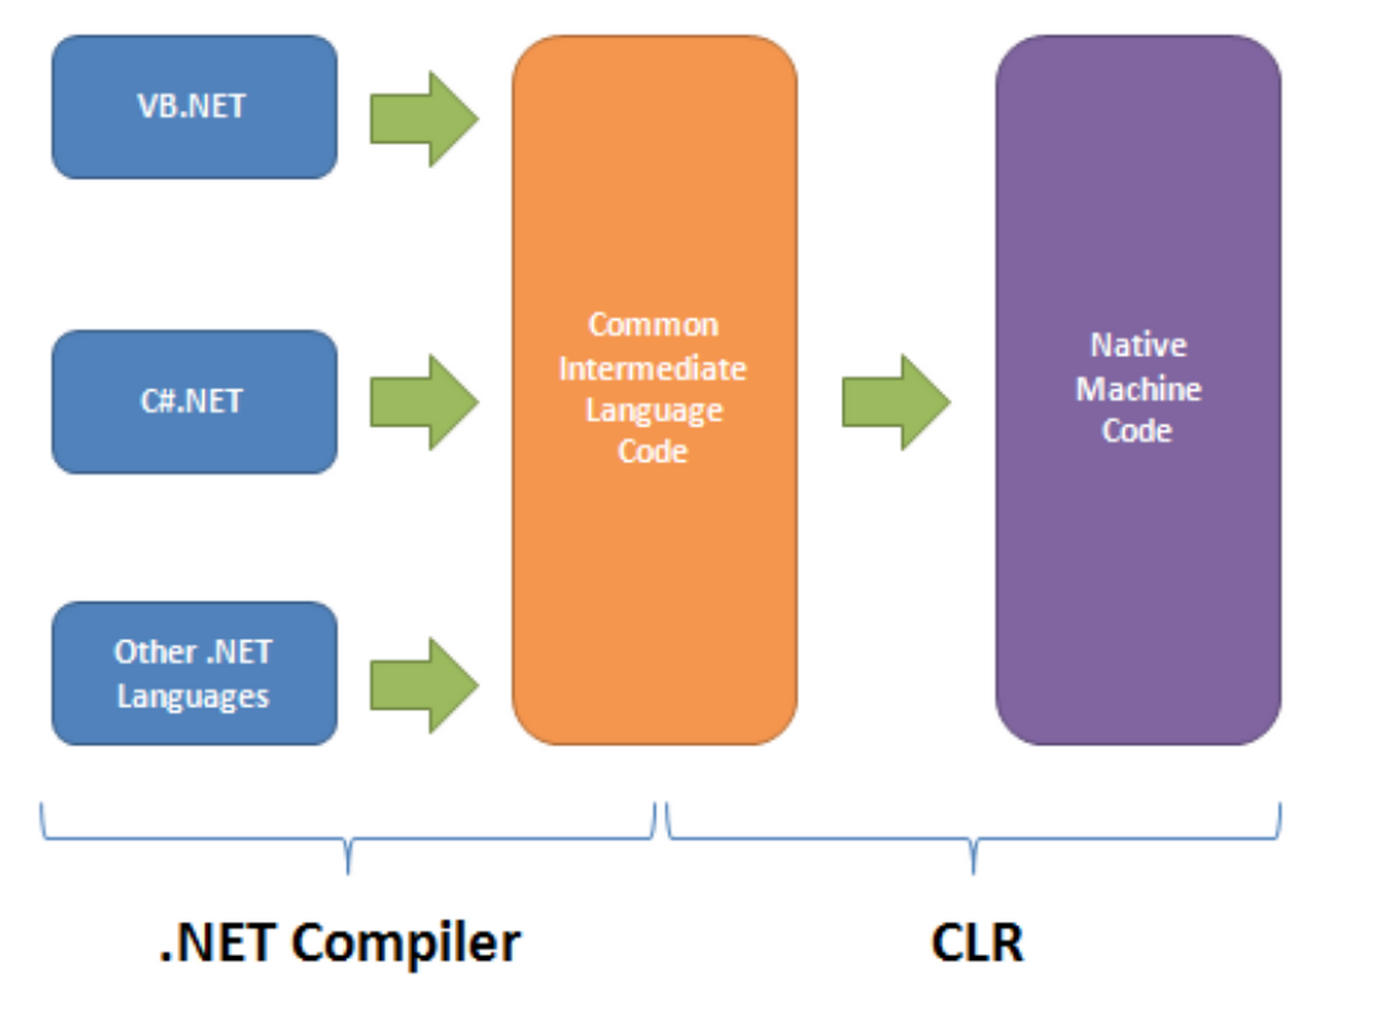 VB.NET
C#.NET
Other .NET
Languages
Common
Intermediate
Language
Code
Native
Machine
Code
.NET Compiler
CLR